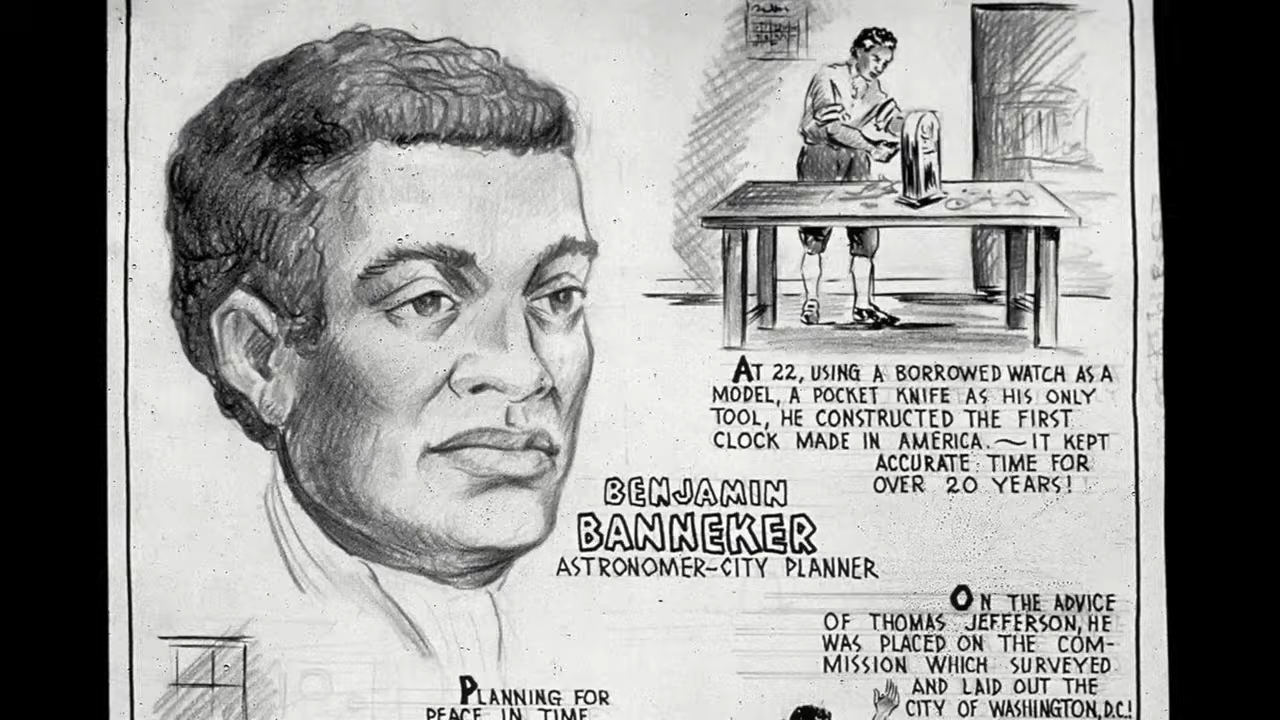 AT 22, USING A BORROWED WATCH AS A
MODEL, A POCKET KNIFE AS HIS ONLY
TOOL, HE CONSTRUCTED THE FIRST
CLOCK MADE IN AMERICA.~IT KEPT
ACCURATE TIME FOR
OVER 20 YEARS!
BENJAMIN
BANNEKER
ASTRONOMER-CITY PLANNER
ON THE ADVICE
OF THOMAS JEFFERSON, HE
WAS PLACED ON THE COM-
MISSION WHICH SURVEYED
AND LAID OUT THE
CITY OF WASHINGTON, D.C.!
PLANNING FOR
PEACE IN TIME